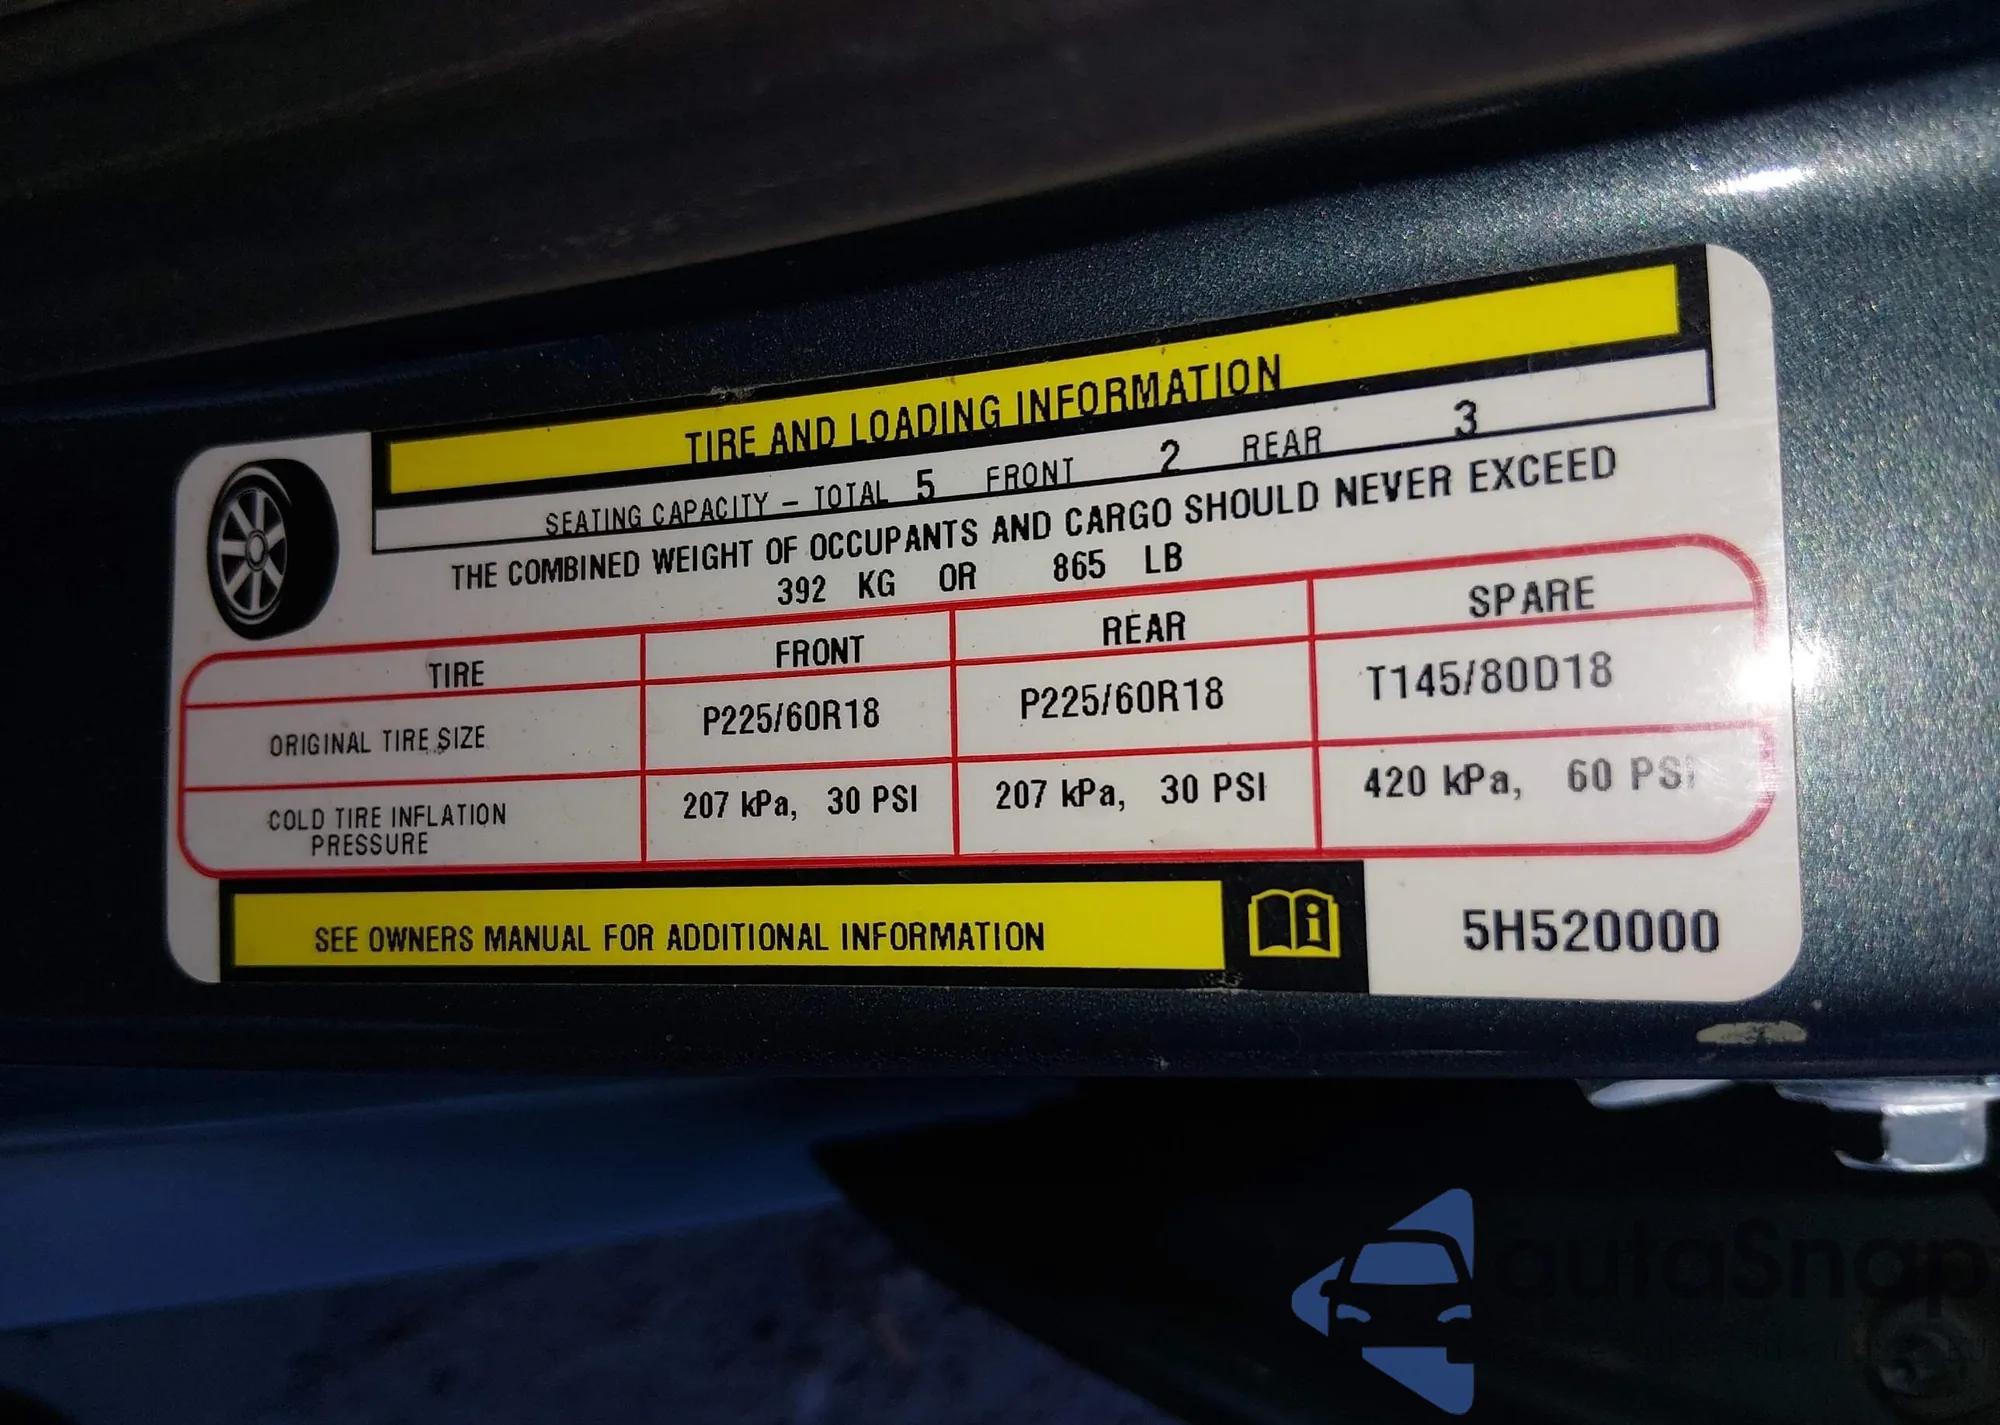 TIRE AND LOADING INFORMATION
SEATING CAPACITY – TOTAL 5 FRONT 2 REAR 3
THE COMBINED WEIGHT OF OCCUPANTS AND CARGO SHOULD NEVER EXCEED
392 KG OR 865 LB
TIRE FRONT REAR SPARE
ORIGINAL TIRE SIZE P225/60R18 P225/60R18 T145/80D18
COLD TIRE INFLATION PRESSURE 207 kPa, 30 PSI 207 kPa, 30 PSI 420 kPa, 60 PSI
SEE OWNERS MANUAL FOR ADDITIONAL INFORMATION
5H520000
autaSnap